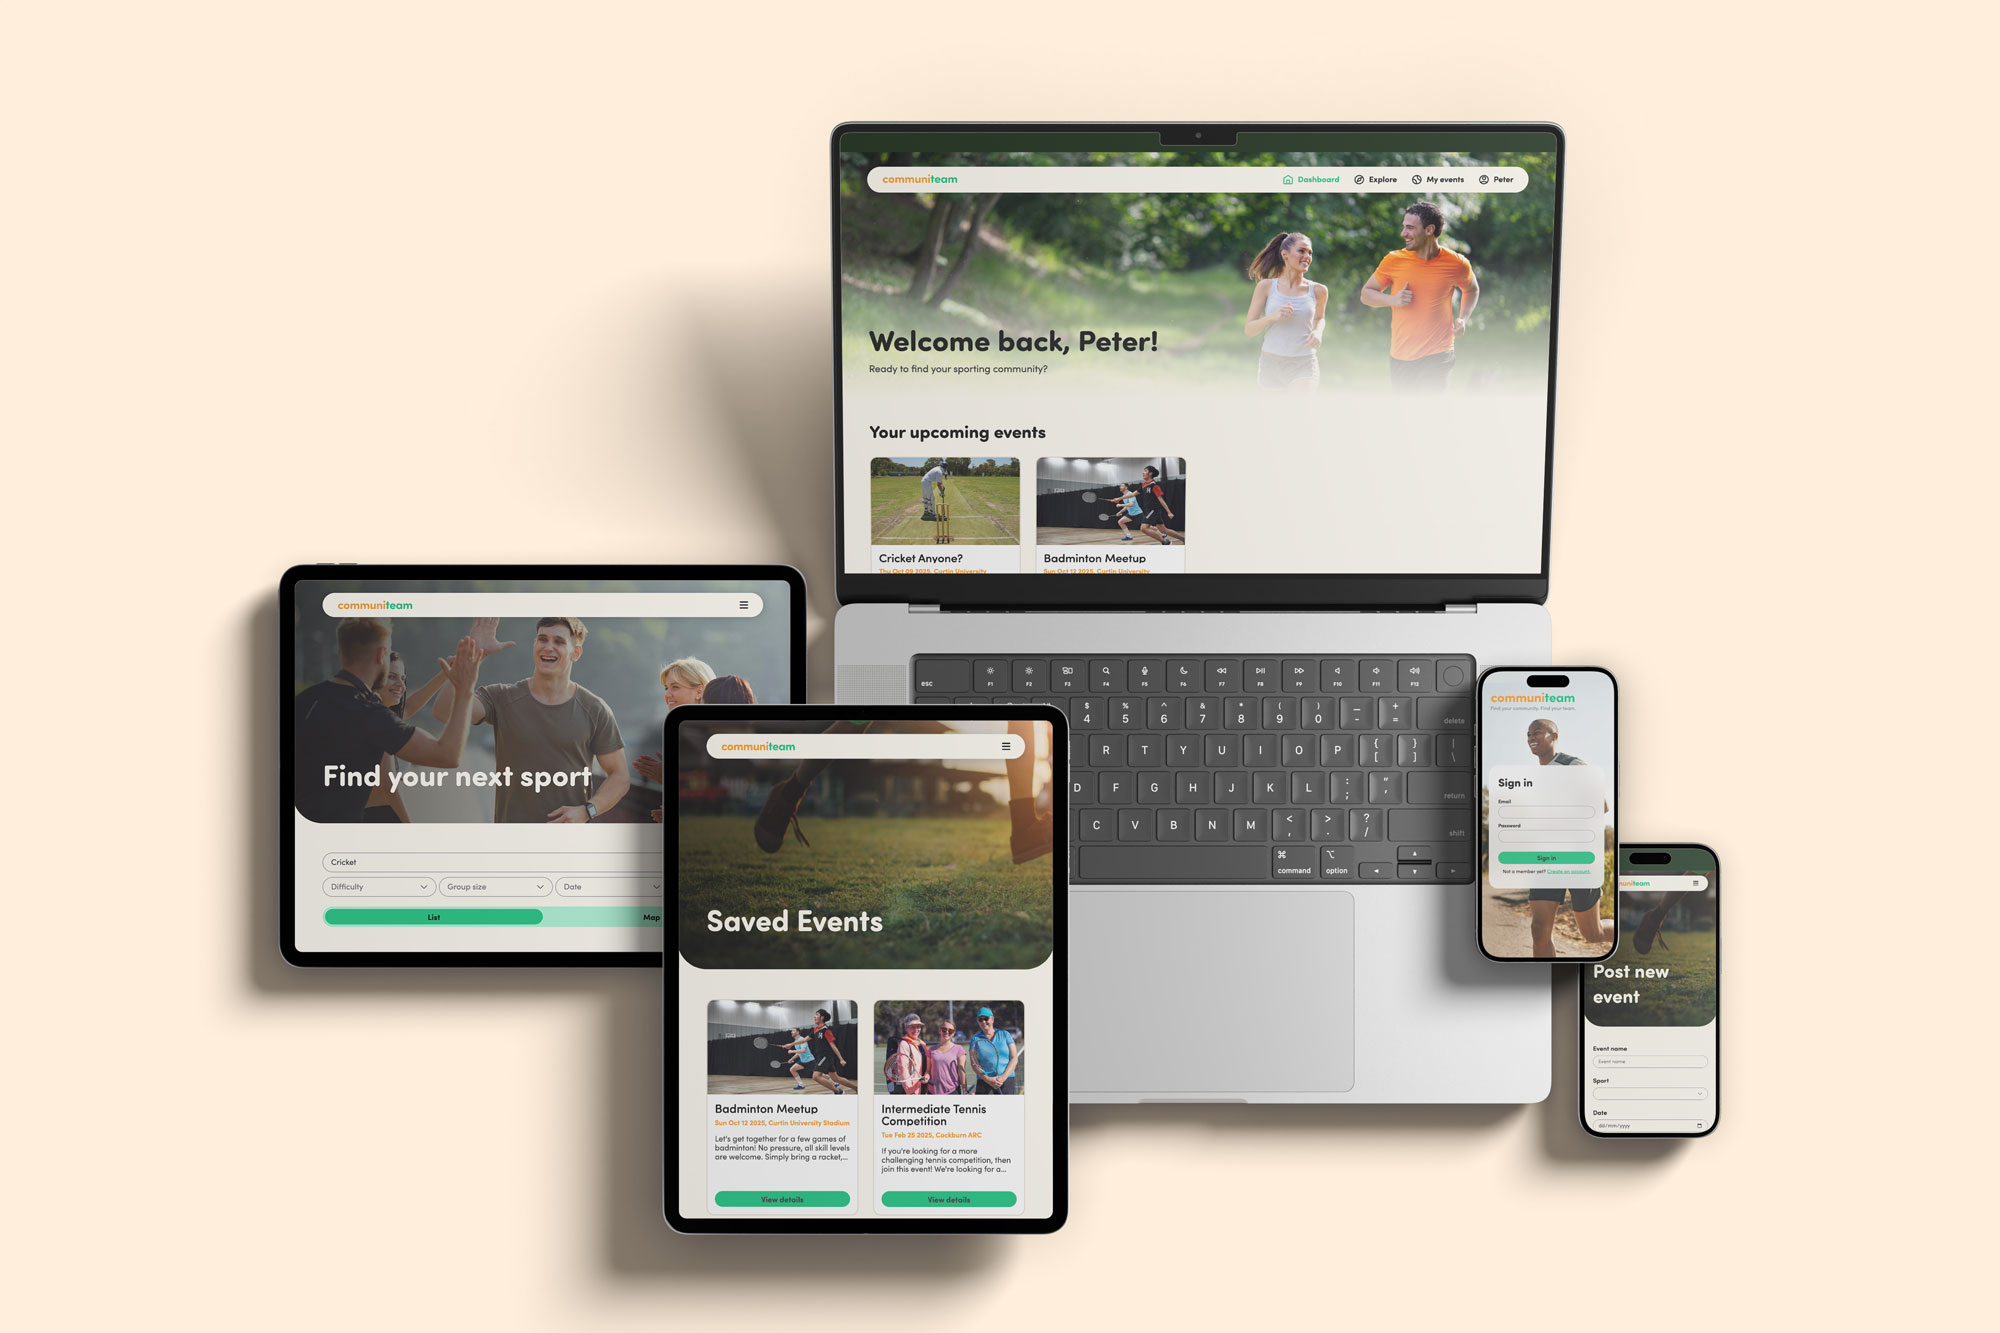 communiteam
Dashboard
Explore
My events
Peter
Welcome back, Peter!
Ready to find your sporting community?
Your upcoming events
Cricket Anyone?
Thu Oct 09 2025, Curtin University
Badminton Meetup
Sun Oct 12 2025, Curtin University
communiteam
Find your next sport
Cricket
Difficulty
Group size
Date
List
Map
communiteam
Saved Events
Badminton Meetup
Sun Oct 12 2025, Curtin University Stadium
Let's get together for a few games of
badminton! No pressure, all skill levels
are welcome. Simply bring a racket,...
View details
Intermediate Tennis
Competition
Tue Feb 25 2025, Cockburn ARC
If you're looking for a more
challenging tennis competition, then
join this event! We're looking for a...
View details
esc
F1 F2 F3 F4 F5 F6 F7 F8 F9 F10 F11 F12
$ % ^ & * ( ) _ +
4 5 6 7 8 9 0 - =
delete
R T Y U I O P { [ } ] | \
D F G H J K L : ; " '
return
C V B N M < , > . ? /
shift
⌘ ⌥
command option
communiteam
Find your community. Find your team.
Sign in
Email
Password
Sign in
Not a member yet? Create an account.
muniteam
Post new
event
Event name
Event name
Sport
Date
dd/mm/yyyy